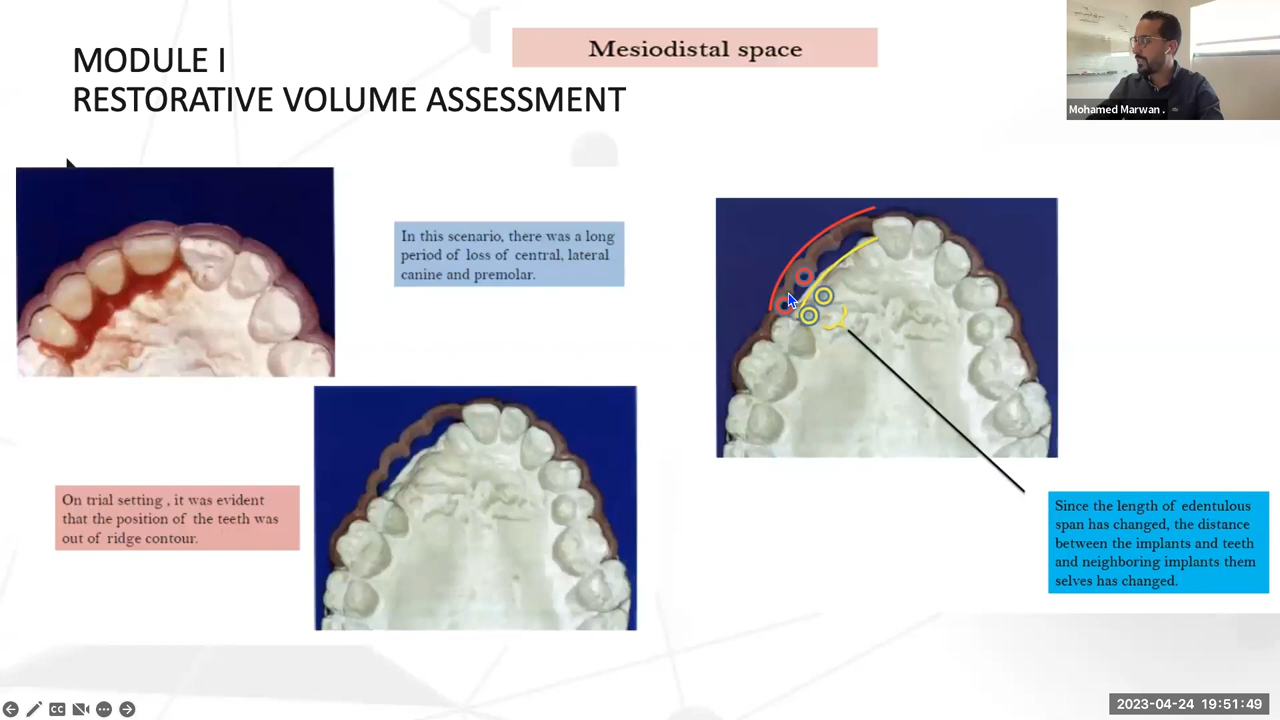 Mesiodistal space
MODULE I
RESTORATIVE VOLUME ASSESSMENT
Mohamed Marwan .
In this scenario, there was a long
period of loss of central, lateral
canine and premolar.
On trial setting , it was evident
that the position of the teeth was
out of ridge contour.
Since the length of edentulous
span has changed, the distance
between the implants and teeth
and neighboring implants them
selves has changed.
CC
2023-04-24 19:51:49